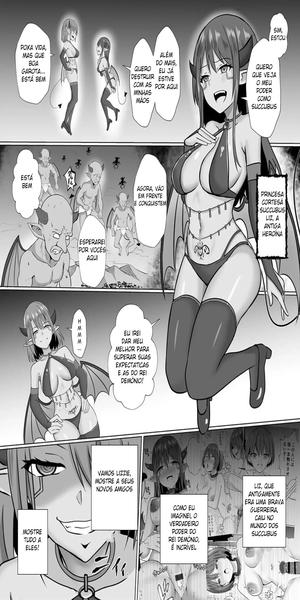 SIM, ESTOU
QUERO
QUE VEJA O
MEU PODER
COMO
SUCCUBUS
ALÉM
DO MAIS,
EU JÁ
ESTIVE
POR AQUI
QUERO
DESTRUIR
COM AS
MINHAS
MÃOS
POXA VIDA,
MAS QUE
BOA
GAROTA...
ESTÁ BEM
PRINCESA
CORTESÃ
SUCCUBUS
LIZ, A
ANTIGA
HEROÍNA
AGORA, VÃO
EM FRENTE E
CONQUISTEM
ESPERAREI
POR VOCÊS
AQUI
ESTÁ
BEM
HMMM...
EU IREI
DAR MEU
MELHOR PARA
SUPERAR SUAS
EXPECTATIVAS
E AS DO REI
DEMÔNIO!
LIZ, QUE
ANTIGAMENTE
ERA UMA BRAVA
GUERREIRA,
CAIU NO
MUNDO DOS
SUCCUBUS
COMO EU
IMAGINEI, O
VERDADEIRO
PODER DO
REI DEMÔNIO,
É INCRÍVEL
VAMOS LIZZIE,
MOSTRE A SEUS
NOVOS AMIGOS
MOSTRE
TUDO
A ELES!